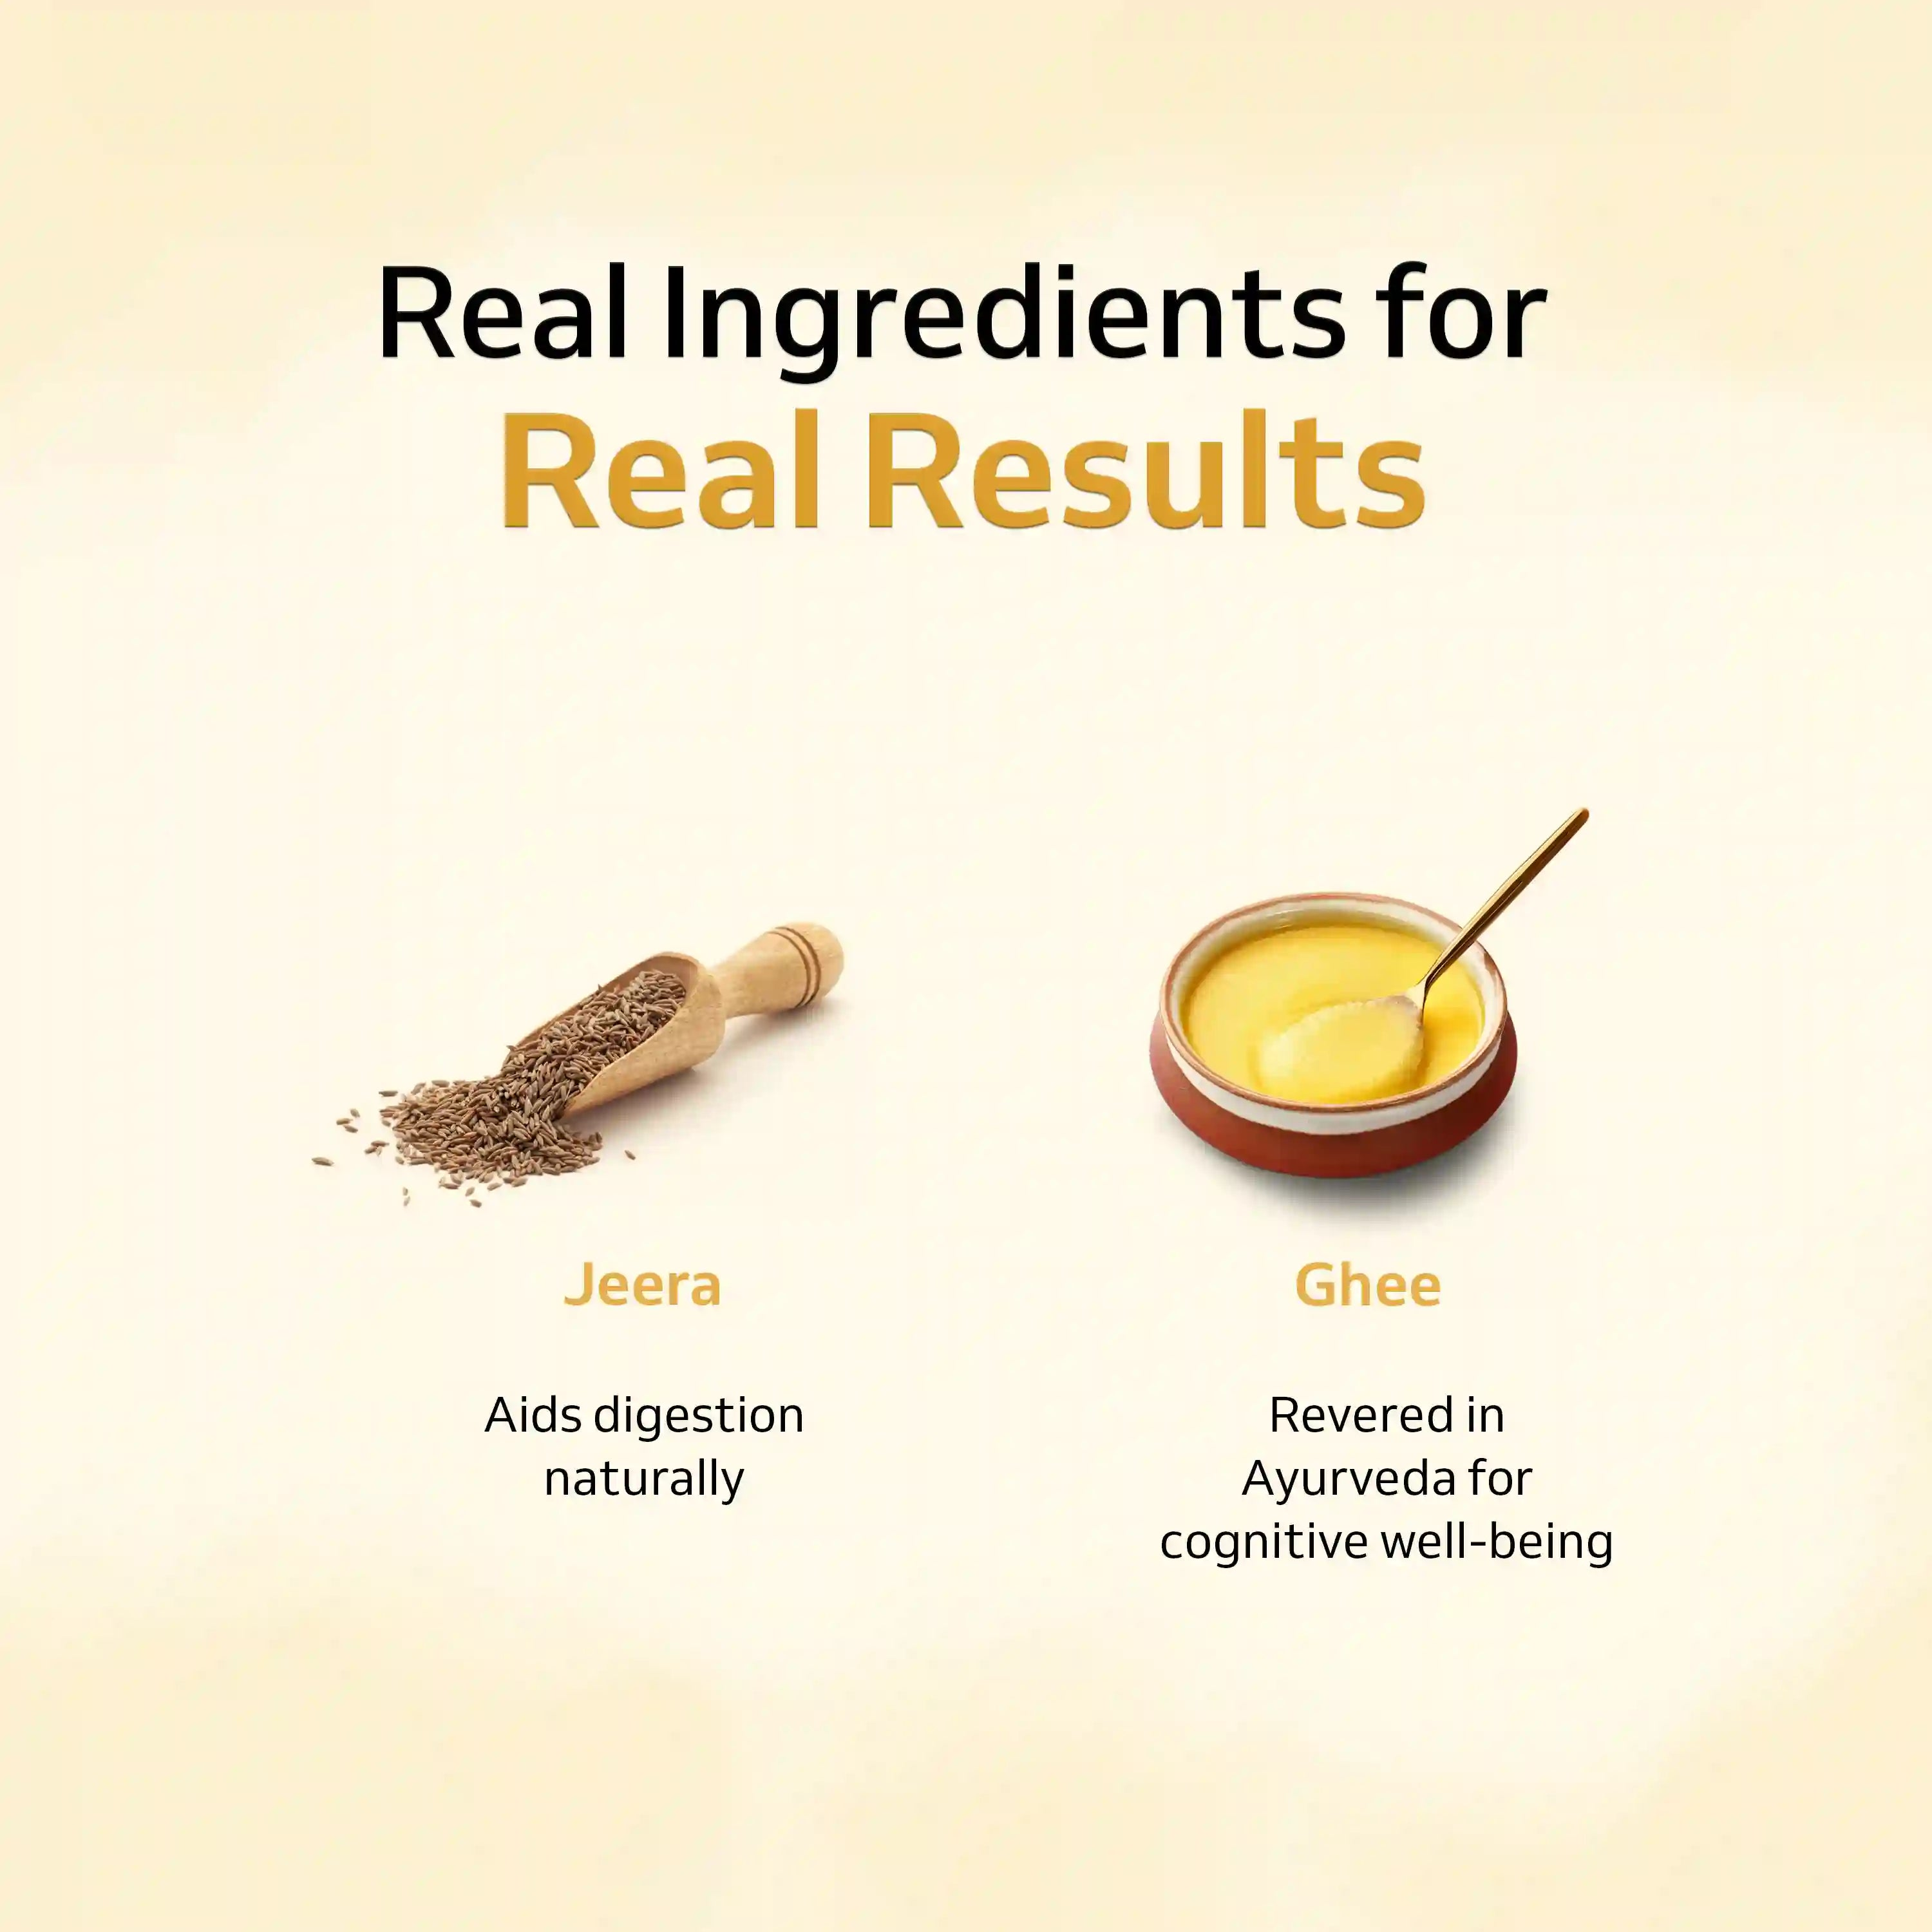 Real Ingredients for
Real Results
Jeera
Aids digestion
naturally
Ghee
Revered in
Ayurveda for
cognitive well-being